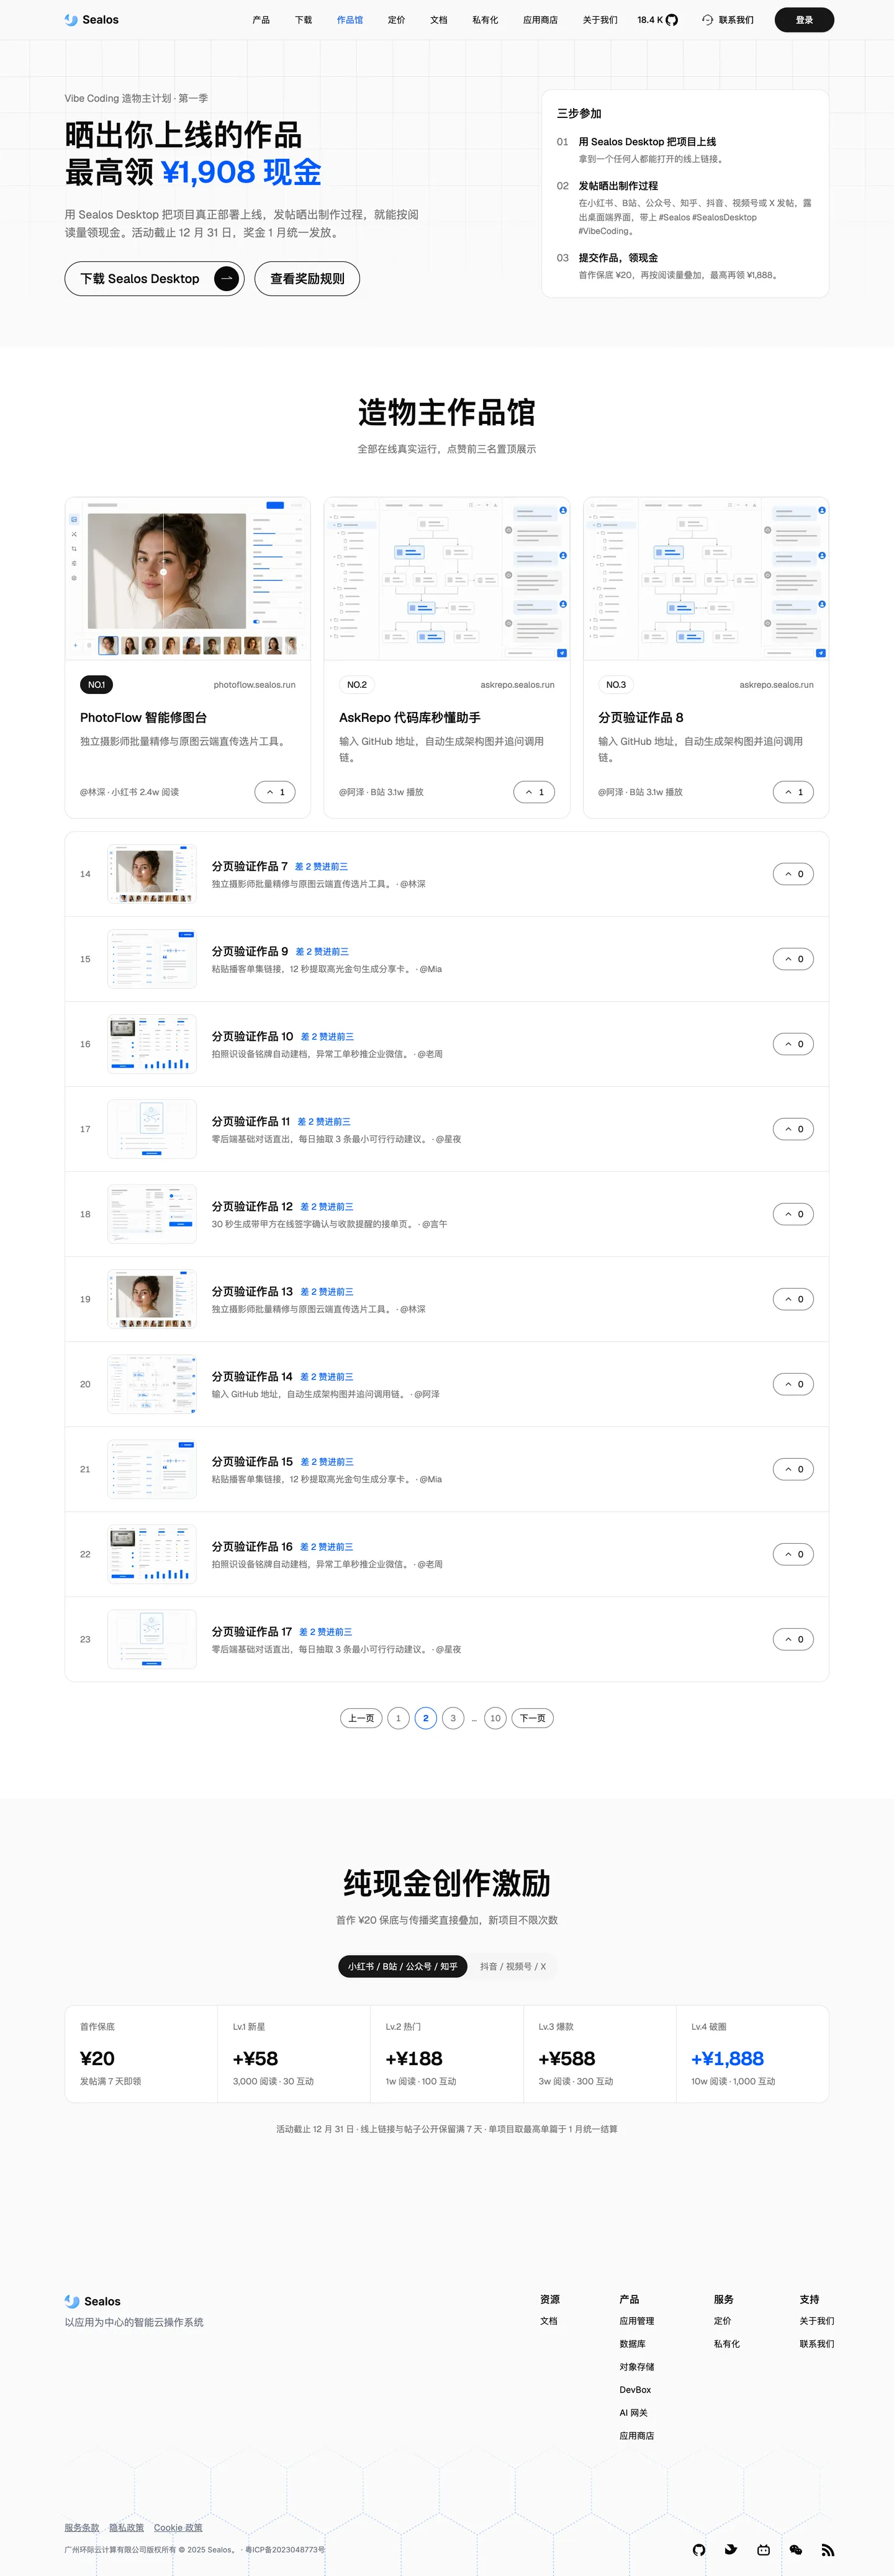 Sealos
产品
下载
作品馆
定价
文档
私有化
应用商店
关于我们
18.4 K
联系我们
登录
Vibe Coding 造物主计划 · 第一季
晒出你上线的作品
最高领 ¥1,908 现金
用 Sealos Desktop 把项目真正部署上线，发帖晒出制作过程，就能按阅
读量领现金。活动截止 12 月 31 日，奖金 1 月统一发放。
下载 Sealos Desktop
查看奖励规则
三步参加
01 用 Sealos Desktop 把项目上线
拿到一个任何人都能打开的线上链接。
02 发帖晒出制作过程
在小红书、B站、公众号、知乎、抖音、视频号或 X 发帖，露
出桌面端界面，带上 #Sealos #SealosDesktop
#VibeCoding。
03 提交作品，领现金
首作保底 ¥20，再按阅读量叠加，最高再领 ¥1,888。
造物主作品馆
全部在线真实运行，点赞前三名置顶展示
NO.1 photoflow.sealos.run
PhotoFlow 智能修图台
独立摄影师批量精修与原图云端直传选片工具。
@林深 · 小红书 2.4w 阅读 1
NO.2 askrepo.sealos.run
AskRepo 代码库秒懂助手
输入 GitHub 地址，自动生成架构图并追问调用
链。
@阿泽 · B站 3.1w 播放 1
NO.3 askrepo.sealos.run
分页验证作品 8
输入 GitHub 地址，自动生成架构图并追问调用
链。
@阿泽 · B站 3.1w 播放 1
14 分页验证作品 7 差 2 赞进前三 0
独立摄影师批量精修与原图云端直传选片工具。 · @林深
15 分页验证作品 9 差 2 赞进前三 0
粘贴播客单集链接，12 秒提取高光金句生成分享卡。 · @Mia
16 分页验证作品 10 差 2 赞进前三 0
拍照识设备铭牌自动建档，异常工单秒推企业微信。 · @老周
17 分页验证作品 11 差 2 赞进前三 0
零后端基础对话直出，每日抽取 3 条最小可行行动建议。 · @星夜
18 分页验证作品 12 差 2 赞进前三 0
30 秒生成带甲方在线签字确认与收款提醒的接单页。 · @言午
19 分页验证作品 13 差 2 赞进前三 0
独立摄影师批量精修与原图云端直传选片工具。 · @林深
20 分页验证作品 14 差 2 赞进前三 0
输入 GitHub 地址，自动生成架构图并追问调用链。 · @阿泽
21 分页验证作品 15 差 2 赞进前三 0
粘贴播客单集链接，12 秒提取高光金句生成分享卡。 · @Mia
22 分页验证作品 16 差 2 赞进前三 0
拍照识设备铭牌自动建档，异常工单秒推企业微信。 · @老周
23 分页验证作品 17 差 2 赞进前三 0
零后端基础对话直出，每日抽取 3 条最小可行行动建议。 · @星夜
上一页 1 2 3 … 10 下一页
纯现金创作激励
首作 ¥20 保底与传播奖直接叠加，新项目不限次数
小红书 / B站 / 公众号 / 知乎
抖音 / 视频号 / X
首作保底
¥20
发帖满 7 天即领
Lv.1 新星
+¥58
3,000 阅读 · 30 互动
Lv.2 热门
+¥188
1w 阅读 · 100 互动
Lv.3 爆款
+¥588
3w 阅读 · 300 互动
Lv.4 破圈
+¥1,888
10w 阅读 · 1,000 互动
活动截止 12 月 31 日 · 线上链接与帖子公开保留满 7 天 · 单项目取最高单篇于 1 月统一结算
Sealos
以应用为中心的智能云操作系统
资源
文档
产品
应用管理
数据库
对象存储
DevBox
AI 网关
应用商店
服务
定价
私有化
支持
关于我们
联系我们
服务条款 隐私政策 Cookie 政策
广州环际云计算有限公司版权所有 © 2025 Sealos。 · 粤ICP备2023048773号